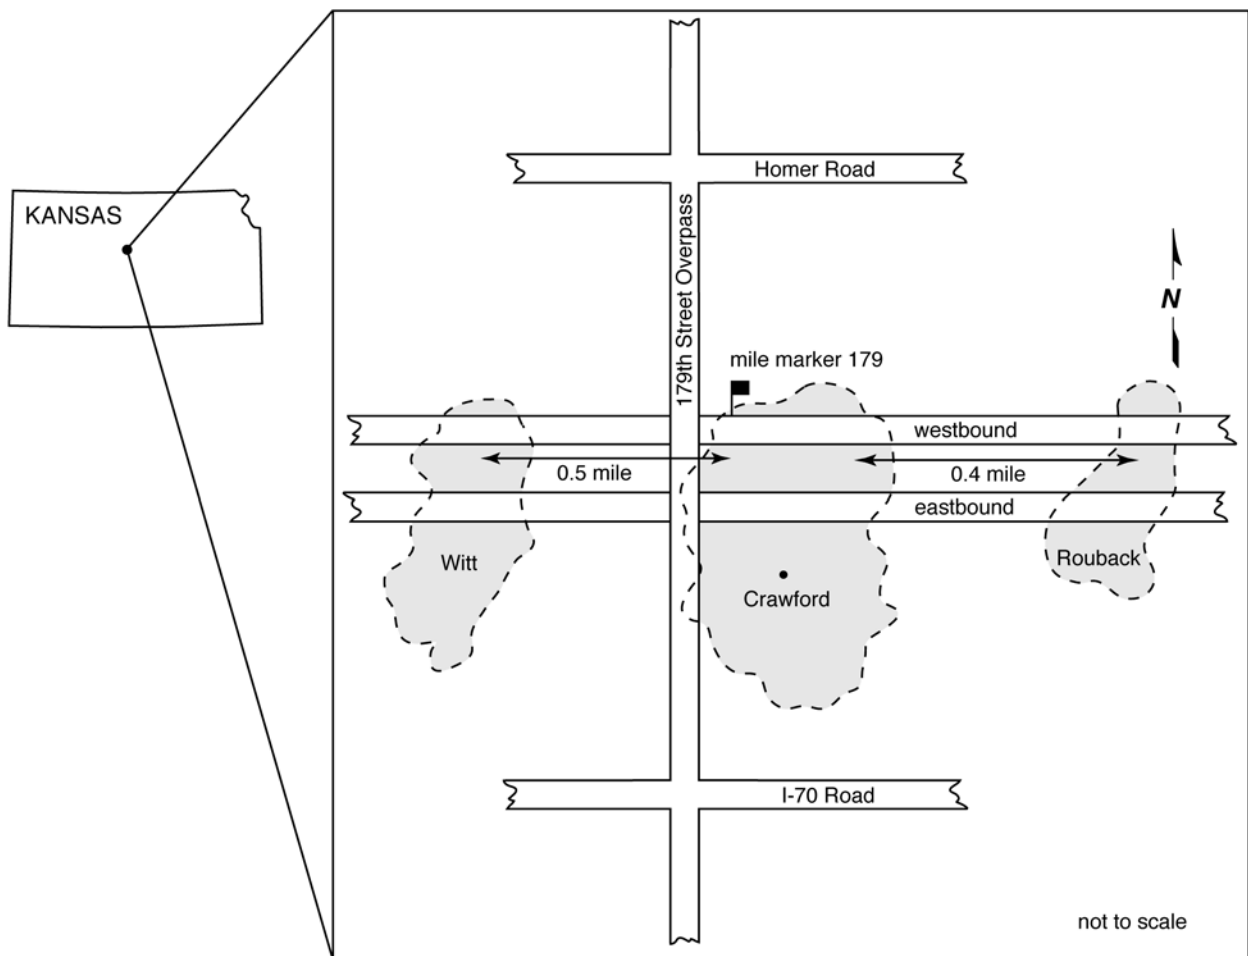 KANSAS
Homer Road
179th Street Overpass
N
mile marker 179
westbound
0.5 mile
0.4 mile
eastbound
Witt
Rouback
Crawford
I-70 Road
not to scale